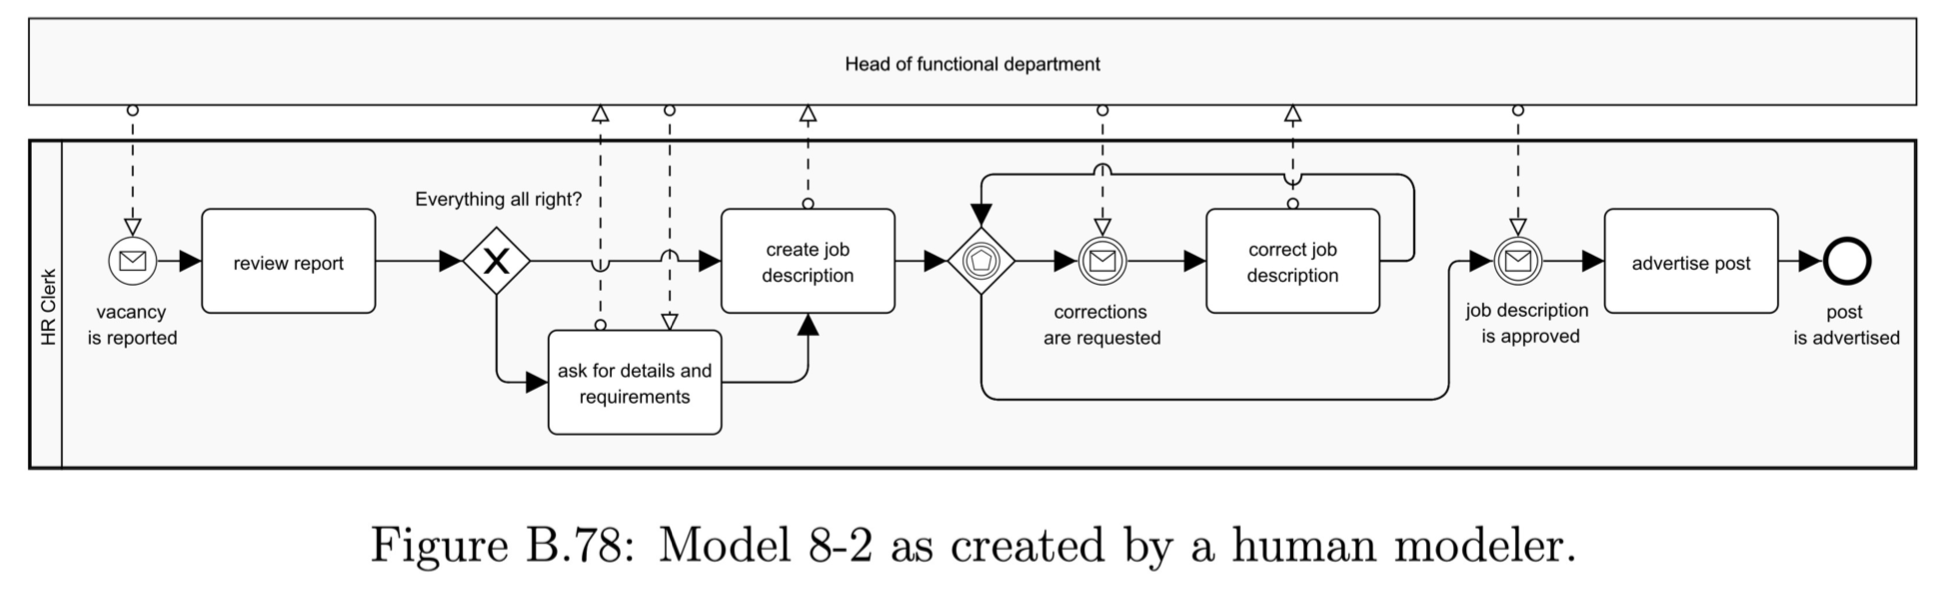 Head of functional department
HR Clerk
vacancy
is reported
review report
Everything all right?
ask for details and
requirements
create job
description
corrections
are requested
correct job
description
job description
is approved
advertise post
post
is advertised
Figure B.78: Model 8-2 as created by a human modeler.